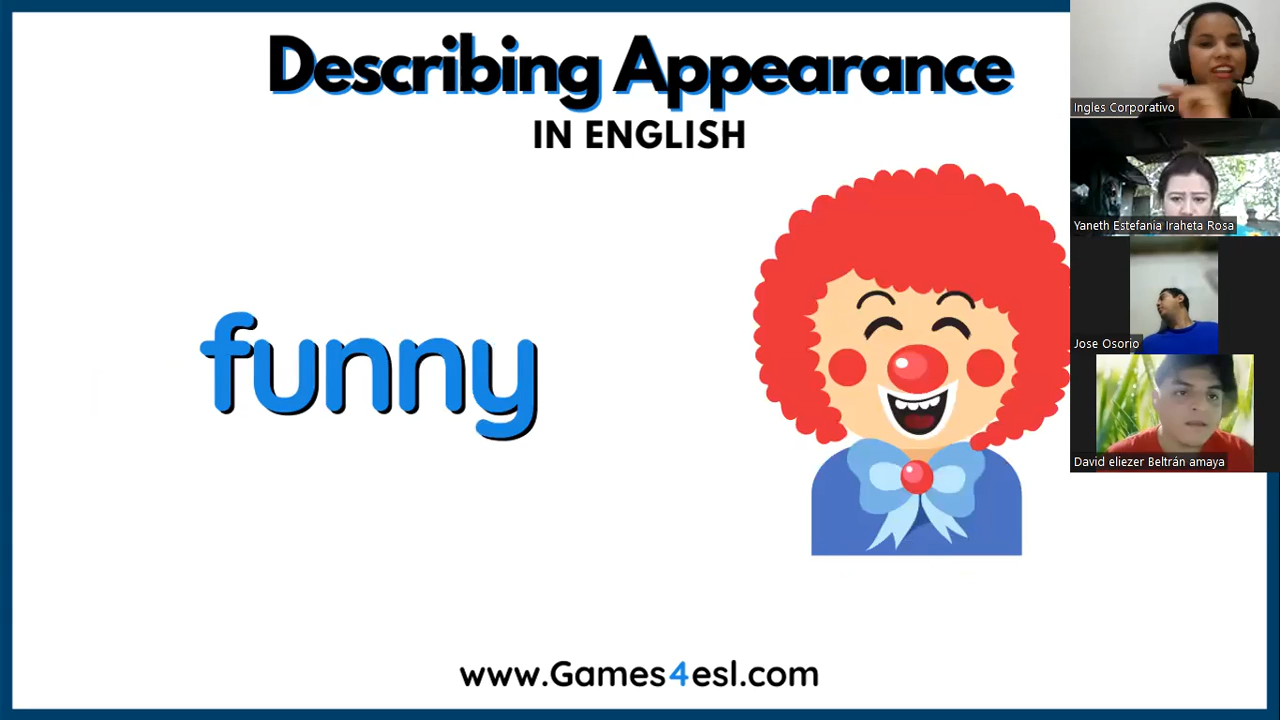 Describing Appearance
IN ENGLISH
funny
www.Games4esl.com
Ingles Corporativo
Yaneth Estefania Iraheta Rosa
Jose Osorio
David eliezer Beltrán amaya